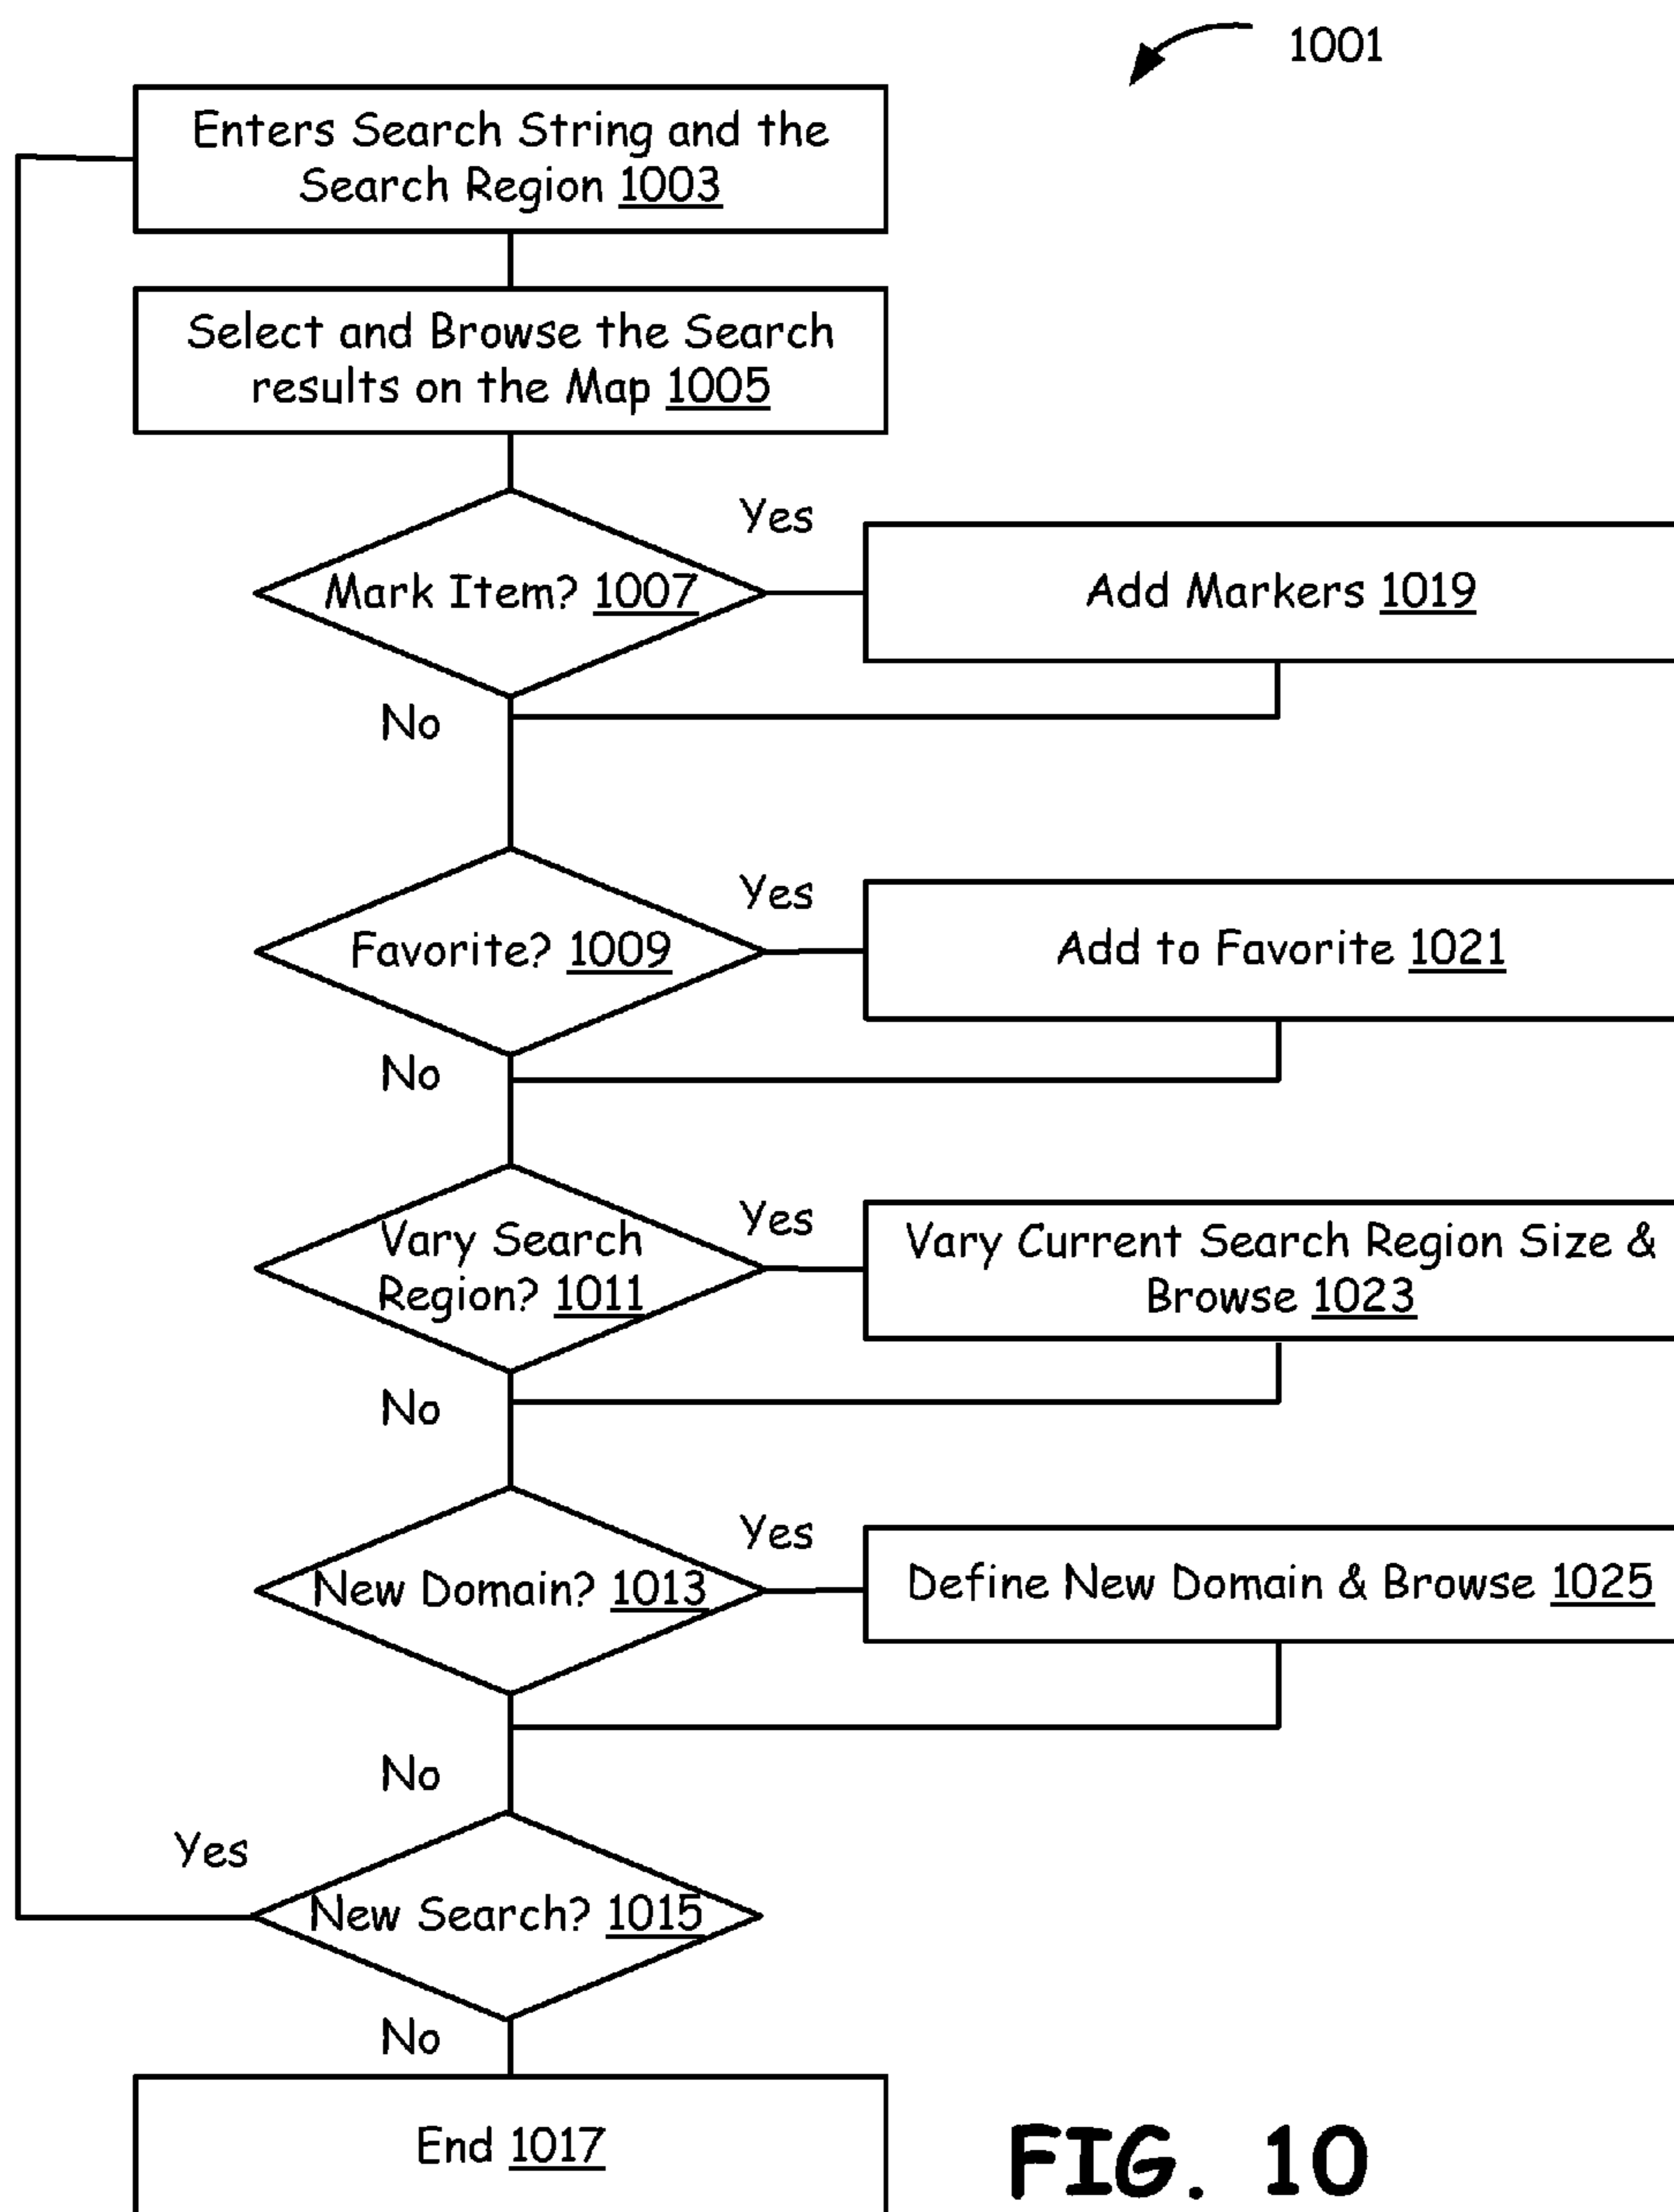 1001
Enters Search String and the
Search Region 1003
Select and Browse the Search
results on the Map 1005
Yes
Mark Item? 1007
Add Markers 1019
No
Yes
Favorite? 1009
Add to Favorite 1021
No
Yes
Vary Search
Region? 1011
Vary Current Search Region Size &
Browse 1023
No
Yes
New Domain? 1013
Define New Domain & Browse 1025
No
Yes
New Search? 1015
No
End 1017
FIG. 10